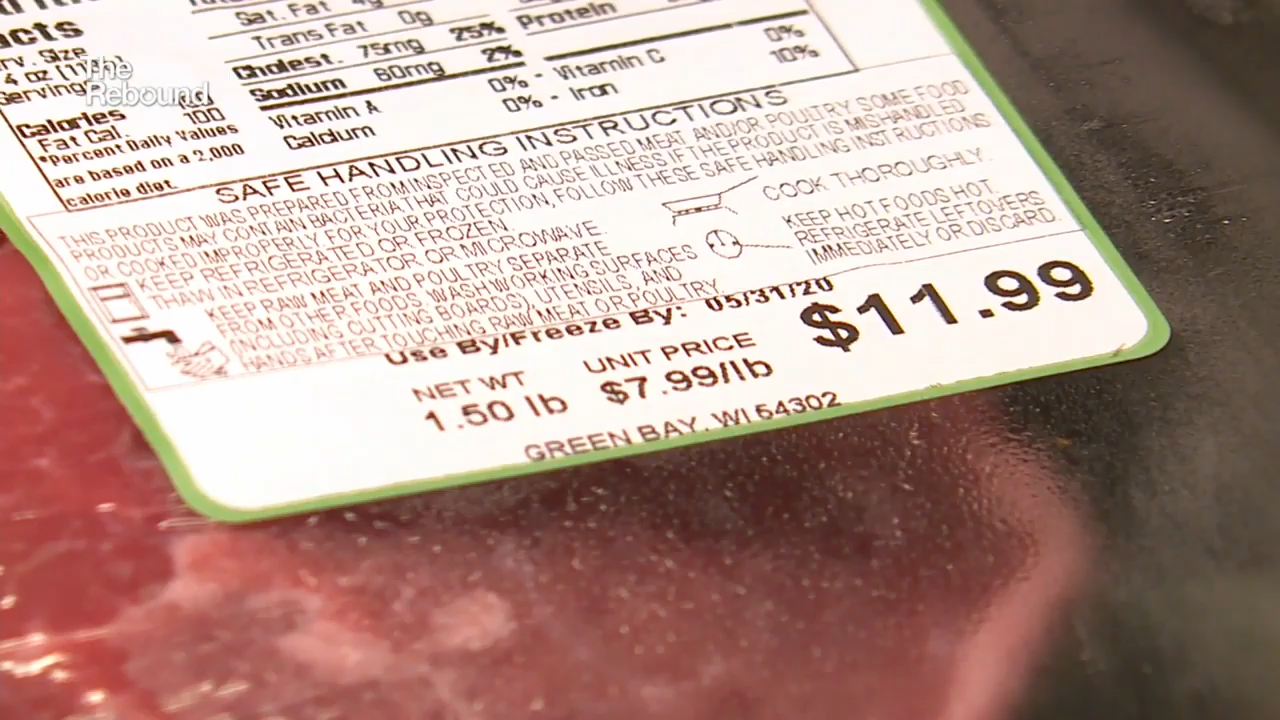 acts
Sat. Fat 4g
Trans Fat 0g
Cholest. 75mg 25%
Sodium 60mg 2%
Protein
Vitamin A 0% - Vitamin C 0%
Calcium 0% - Iron 10%
Size
4 oz
Serving
Calories
Fat Cal. 100
*Percent Daily Values
are based on a 2,000
calorie diet.
The
Rebound
SAFE HANDLING INSTRUCTIONS
THIS PRODUCT WAS PREPARED FROM INSPECTED AND PASSED MEAT AND/OR POULTRY. SOME FOOD
PRODUCTS MAY CONTAIN BACTERIA THAT COULD CAUSE ILLNESS IF THE PRODUCT IS MISHANDLED
OR COOKED IMPROPERLY. FOR YOUR PROTECTION, FOLLOW THESE SAFE HANDLING INSTRUCTIONS
KEEP REFRIGERATED OR FROZEN.
THAW IN REFRIGERATOR OR MICROWAVE.
KEEP RAW MEAT AND POULTRY SEPARATE
FROM OTHER FOODS. WASH WORKING SURFACES
(INCLUDING CUTTING BOARDS), UTENSILS, AND
HANDS AFTER TOUCHING RAW MEAT OR POULTRY.
COOK THOROUGHLY.
KEEP HOT FOODS HOT.
REFRIGERATE LEFTOVERS
IMMEDIATELY OR DISCARD.
Use By/Freeze By: 05/31/20
NET WT
1.50 lb
UNIT PRICE
$7.99/lb
$11.99
GREEN BAY, WI 54302